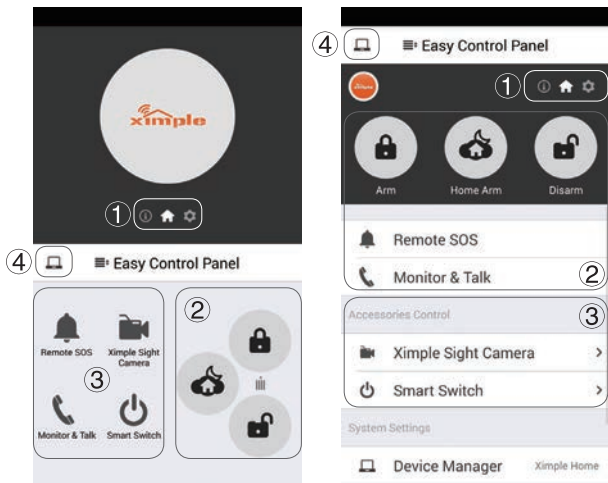 ximple
①
④
Easy Control Panel
Remote SOS
Ximple Sight
Camera
③
Monitor & Talk
Smart Switch
②
④
Easy Control Panel
ximple
①
Arm
Home Arm
Disarm
Remote SOS
Monitor & Talk
②
Accessories Control
③
Ximple Sight Camera
Smart Switch
System Settings
Device Manager
Ximple Home